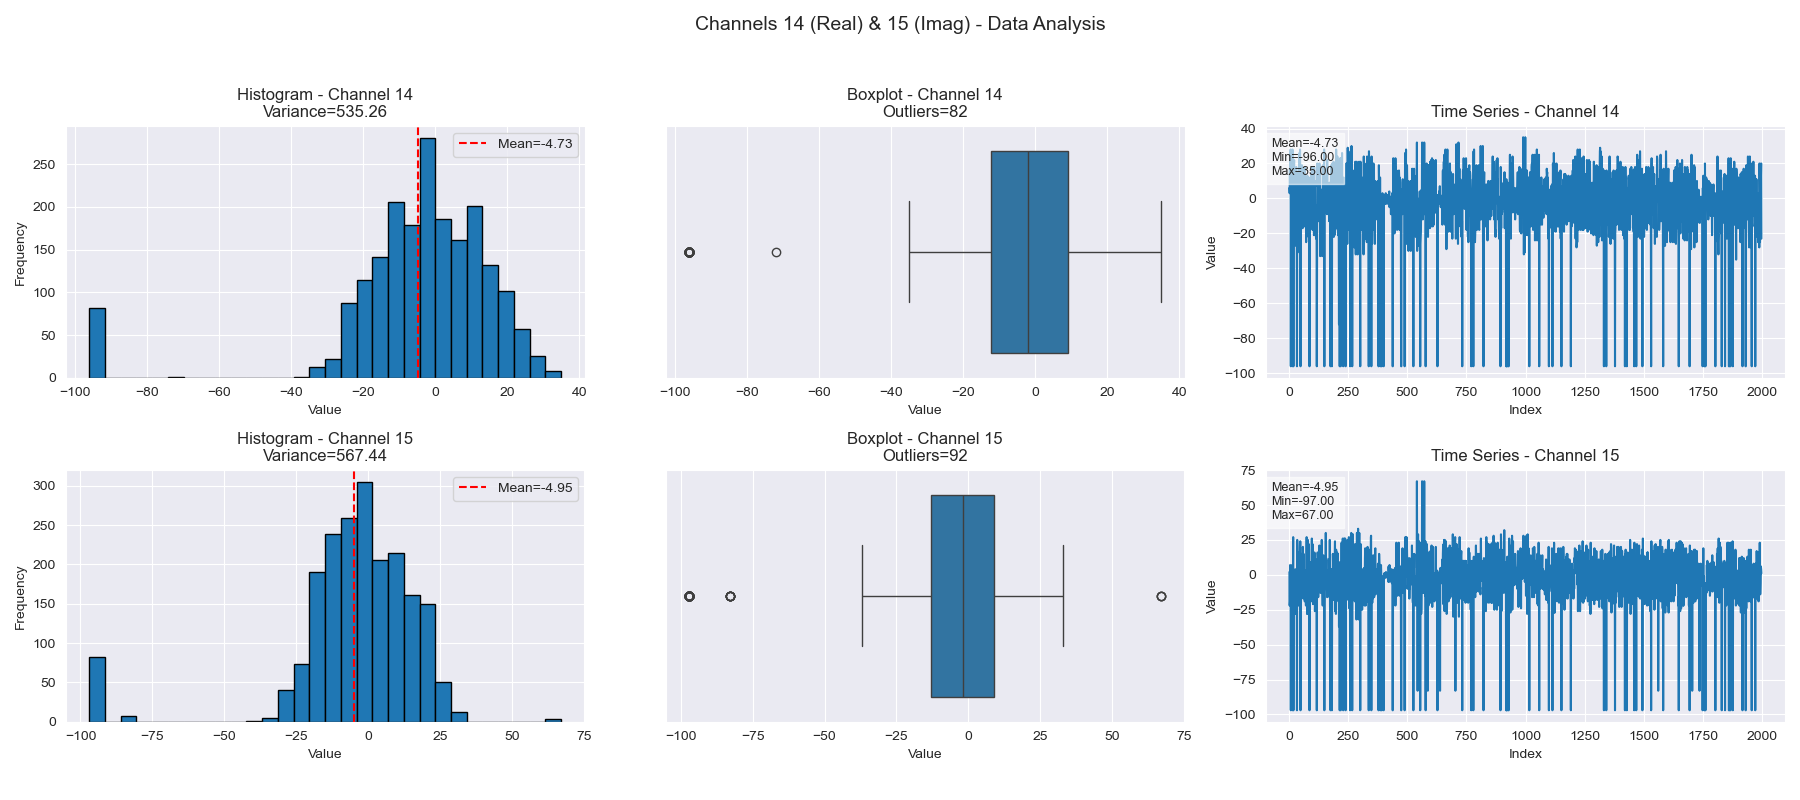 Channels 14 (Real) & 15 (Imag) - Data Analysis
Histogram - Channel 14
Variance=535.26
Mean=-4.73
Frequency
250
200
150
100
50
0
−100 −80 −60 −40 −20 0 20 40
Value
Boxplot - Channel 14
Outliers=82
−100 −80 −60 −40 −20 0 20 40
Value
Time Series - Channel 14
Mean=-4.73
Min=-96.00
Max=35.00
Value
40
20
0
−20
−40
−60
−80
−100
0 250 500 750 1000 1250 1500 1750 2000
Index
Histogram - Channel 15
Variance=567.44
Mean=-4.95
Frequency
300
250
200
150
100
50
0
−100 −75 −50 −25 0 25 50 75
Value
Boxplot - Channel 15
Outliers=92
−100 −75 −50 −25 0 25 50 75
Value
Time Series - Channel 15
Mean=-4.95
Min=-97.00
Max=67.00
Value
75
50
25
0
−25
−50
−75
−100
0 250 500 750 1000 1250 1500 1750 2000
Index